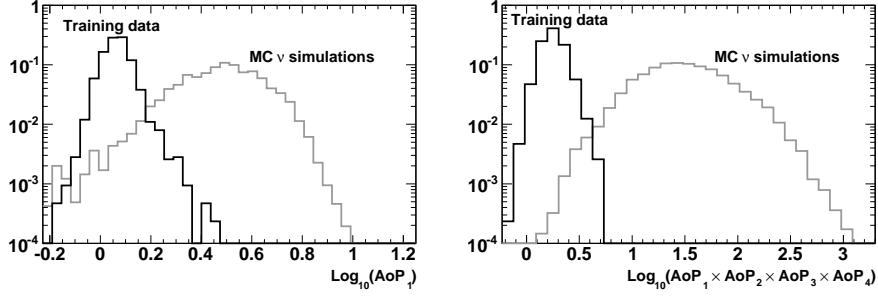 Training data
MC ν simulations
1
10⁻¹
10⁻²
10⁻³
10⁻⁴
-0.2 0 0.2 0.4 0.6 0.8 1 1.2
Log₁₀(AoP₁)
Training data
MC ν simulations
1
10⁻¹
10⁻²
10⁻³
10⁻⁴
0 0.5 1 1.5 2 2.5 3
Log₁₀(AoP₁ × AoP₂ × AoP₃ × AoP₄)